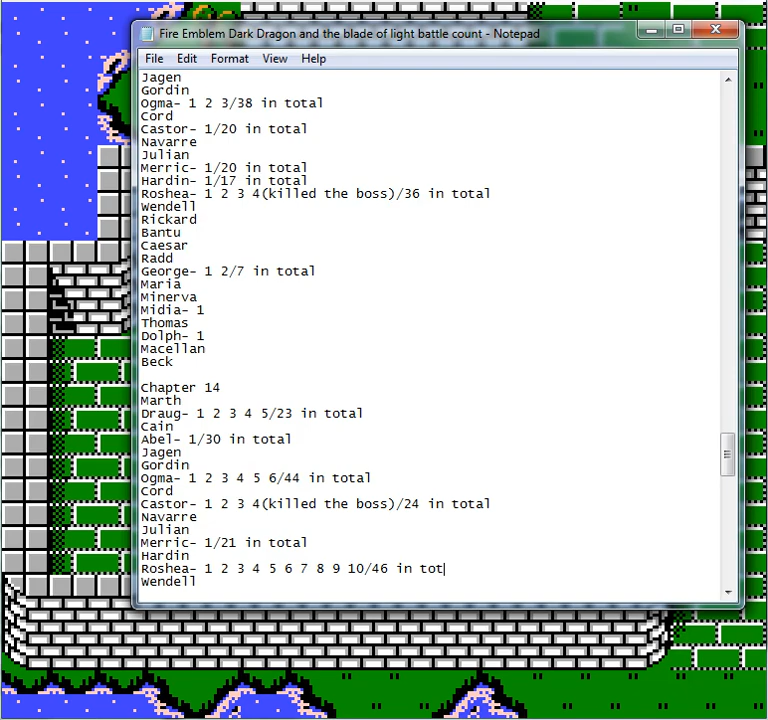 Fire Emblem Dark Dragon and the blade of light battle count - Notepad
File Edit Format View Help
Jagen
Gordin
Ogma- 1 2 3/38 in total
Cord
Castor- 1/20 in total
Navarre
Julian
Merric- 1/20 in total
Hardin- 1/17 in total
Roshea- 1 2 3 4(killed the boss)/36 in total
Wendell
Rickard
Bantu
Caesar
Radd
George- 1 2/7 in total
Maria
Minerva
Midia- 1
Thomas
Dolph- 1
Macellan
Beck

Chapter 14
Marth
Draug- 1 2 3 4 5/23 in total
Cain
Abel- 1/30 in total
Jagen
Gordin
Ogma- 1 2 3 4 5 6/44 in total
Cord
Castor- 1 2 3 4(killed the boss)/24 in total
Navarre
Julian
Merric- 1/21 in total
Hardin
Roshea- 1 2 3 4 5 6 7 8 9 10/46 in tot
Wendell